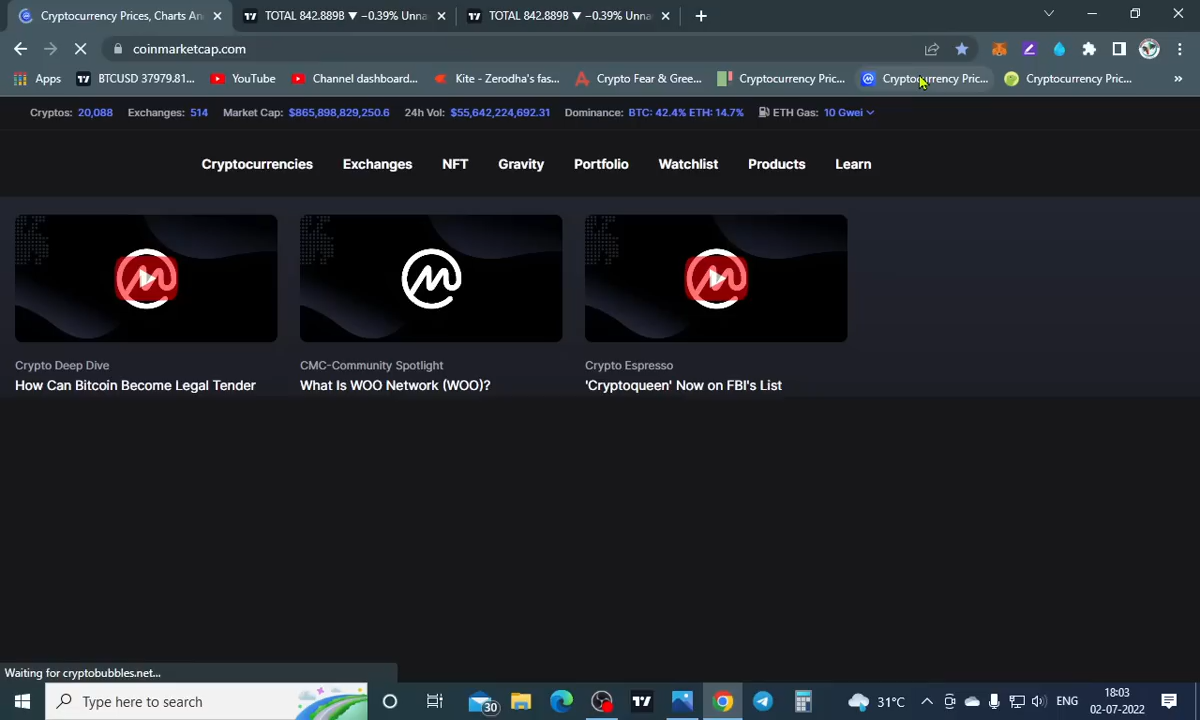 Cryptocurrency Prices, Charts An
TOTAL 842.889B ▼ −0.39% Unna
TOTAL 842.889B ▼ −0.39% Unna
coinmarketcap.com
Apps
BTCUSD 37979.81...
YouTube
Channel dashboard...
Kite - Zerodha's fas...
Crypto Fear & Gree...
Cryptocurrency Pric...
Cryptocurrency Pric...
Cryptocurrency Pric...
»
Cryptos: 20,088 Exchanges: 514 Market Cap: $865,898,829,250.6 24h Vol: $55,642,224,692.31 Dominance: BTC: 42.4% ETH: 14.7% ETH Gas: 10 Gwei
Cryptocurrencies Exchanges NFT Gravity Portfolio Watchlist Products Learn
Crypto Deep Dive
How Can Bitcoin Become Legal Tender
CMC-Community Spotlight
What Is WOO Network (WOO)?
Crypto Espresso
'Cryptoqueen' Now on FBI's List
Waiting for cryptobubbles.net...
Type here to search
30
31°C
ENG
18:03
02-07-2022